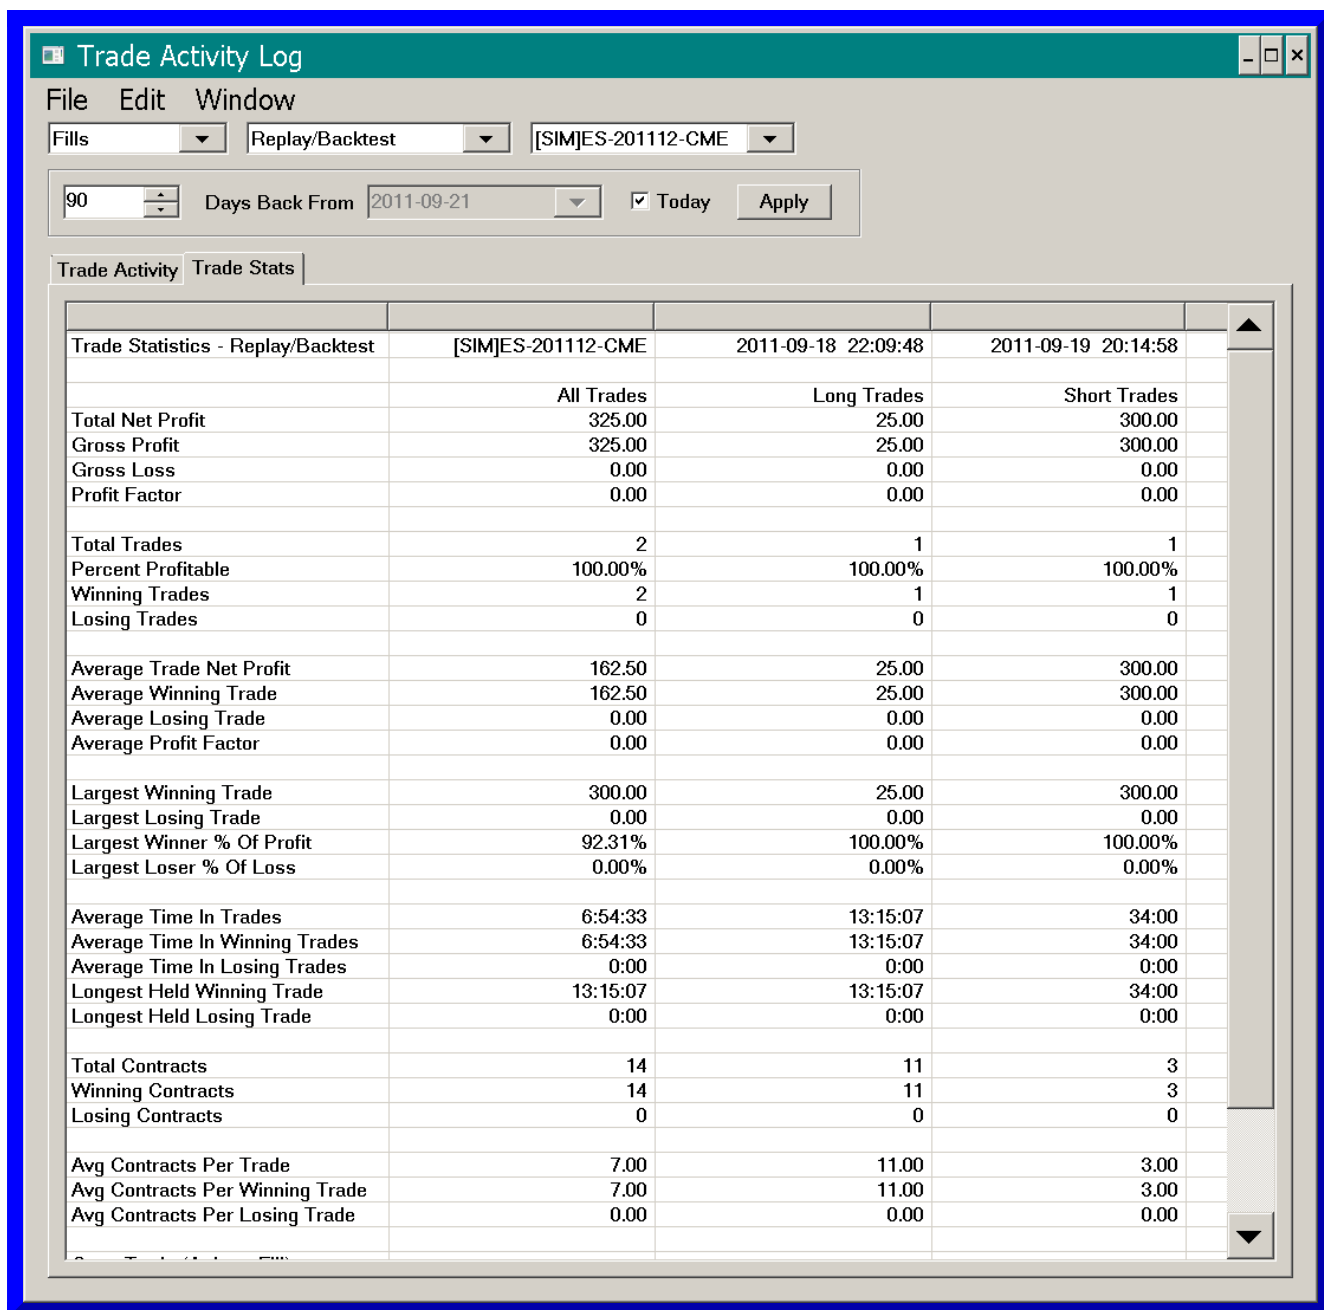 Trade Activity Log
File Edit Window
Fills Replay/Backtest [SIM]ES-201112-CME
90 Days Back From 2011-09-21 Today Apply
Trade Activity Trade Stats
Trade Statistics - Replay/Backtest [SIM]ES-201112-CME 2011-09-18 22:09:48 2011-09-19 20:14:58
All Trades Long Trades Short Trades
Total Net Profit 325.00 25.00 300.00
Gross Profit 325.00 25.00 300.00
Gross Loss 0.00 0.00 0.00
Profit Factor 0.00 0.00 0.00
Total Trades 2 1 1
Percent Profitable 100.00% 100.00% 100.00%
Winning Trades 2 1 1
Losing Trades 0 0 0
Average Trade Net Profit 162.50 25.00 300.00
Average Winning Trade 162.50 25.00 300.00
Average Losing Trade 0.00 0.00 0.00
Average Profit Factor 0.00 0.00 0.00
Largest Winning Trade 300.00 25.00 300.00
Largest Losing Trade 0.00 0.00 0.00
Largest Winner % Of Profit 92.31% 100.00% 100.00%
Largest Loser % Of Loss 0.00% 0.00% 0.00%
Average Time In Trades 6:54:33 13:15:07 34:00
Average Time In Winning Trades 6:54:33 13:15:07 34:00
Average Time In Losing Trades 0:00 0:00 0:00
Longest Held Winning Trade 13:15:07 13:15:07 34:00
Longest Held Losing Trade 0:00 0:00 0:00
Total Contracts 14 11 3
Winning Contracts 14 11 3
Losing Contracts 0 0 0
Avg Contracts Per Trade 7.00 11.00 3.00
Avg Contracts Per Winning Trade 7.00 11.00 3.00
Avg Contracts Per Losing Trade 0.00 0.00 0.00